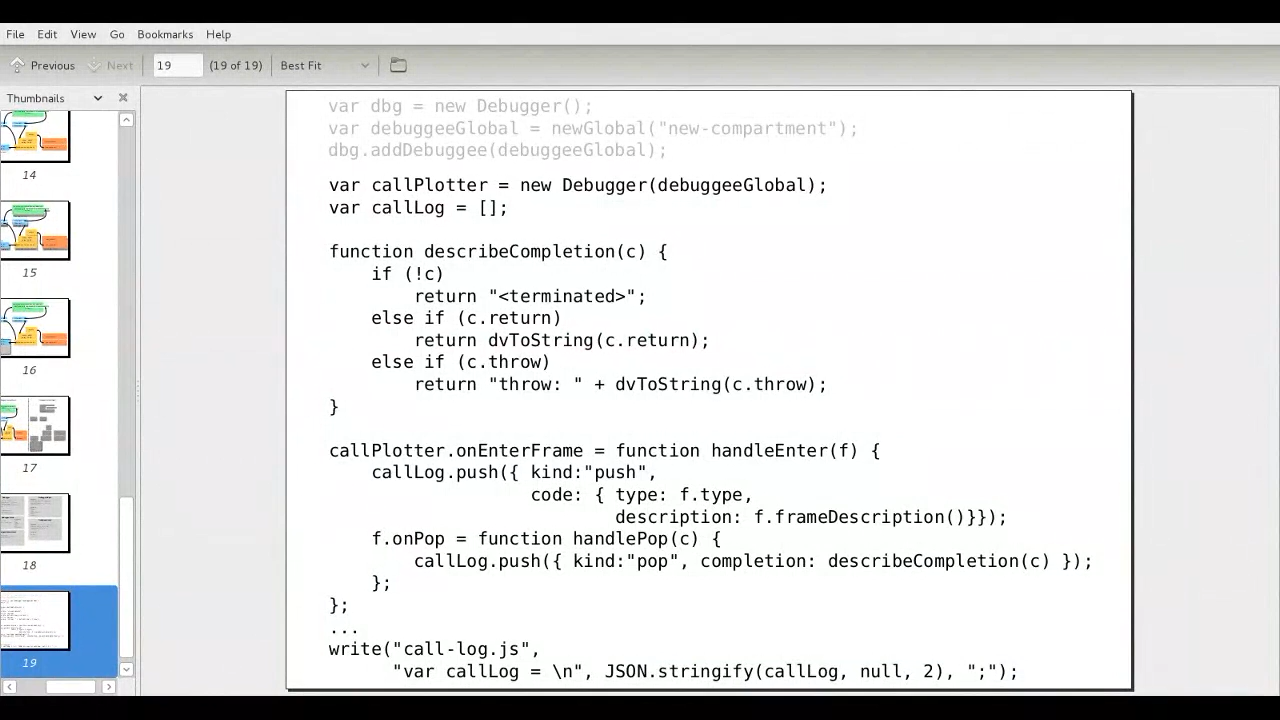 File Edit View Go Bookmarks Help
Previous Next 19 (19 of 19) Best Fit
Thumbnails
14
15
16
17
18
19
var dbg = new Debugger();
var debuggeeGlobal = newGlobal("new-compartment");
dbg.addDebuggee(debuggeeGlobal);
var callPlotter = new Debugger(debuggeeGlobal);
var callLog = [];
function describeCompletion(c) {
    if (!c)
        return "<terminated>";
    else if (c.return)
        return dvToString(c.return);
    else if (c.throw)
        return "throw: " + dvToString(c.throw);
}
callPlotter.onEnterFrame = function handleEnter(f) {
    callLog.push({ kind:"push",
                   code: { type: f.type,
                           description: f.frameDescription()}});
    f.onPop = function handlePop(c) {
        callLog.push({ kind:"pop", completion: describeCompletion(c) });
    };
};
...
write("call-log.js",
      "var callLog = \n", JSON.stringify(callLog, null, 2), ";");